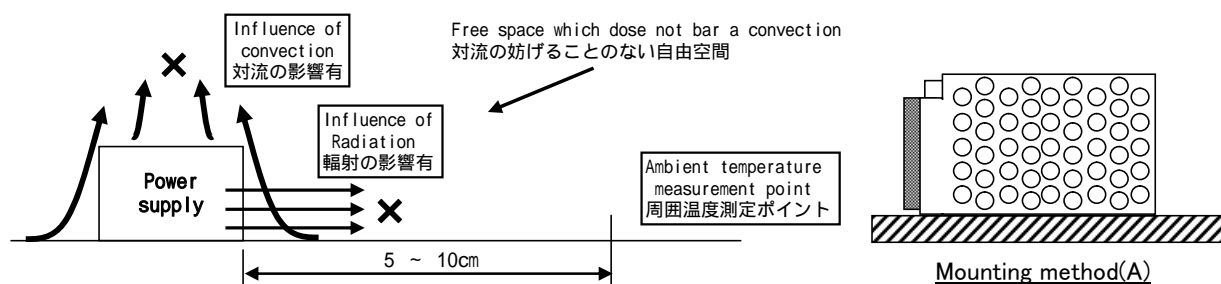 Influence of
convection
対流の影響有
Free space which dose not bar a convection
対流の妨げることのない自由空間
Influence of
Radiation
輻射の影響有
Power
supply
Ambient temperature
measurement point
周囲温度測定ポイント
5 ~ 10cm
Mounting method(A)